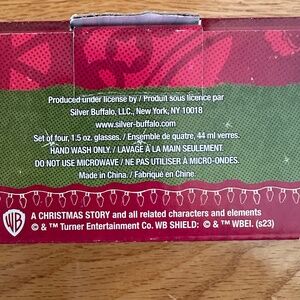 Produced under license by / Produit sous licence par
Silver Buffalo, LLC., New York, NY 10018
www.silver-buffalo.com
Set of four, 1.5 oz. glasses. / Ensemble de quatre, 44 ml verres.
HAND WASH ONLY. / LAVAGE À LA MAIN SEULEMENT.
DO NOT USE MICROWAVE / NE PAS UTILISER À MICRO-ONDES.
Made in China. / Fabriqué en Chine.
WB
A CHRISTMAS STORY and all related characters and elements
© & ™ Turner Entertainment Co. WB SHIELD: © & ™ WBEI. (s23)